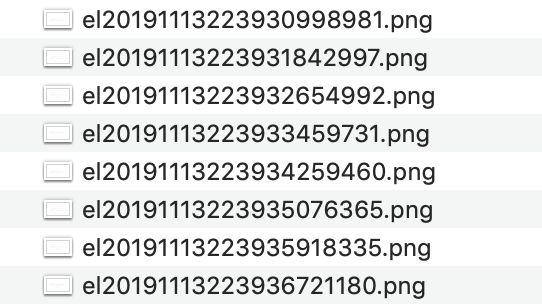 el20191113223930998981.png
el20191113223931842997.png
el20191113223932654992.png
el20191113223933459731.png
el20191113223934259460.png
el20191113223935076365.png
el20191113223935918335.png
el20191113223936721180.png